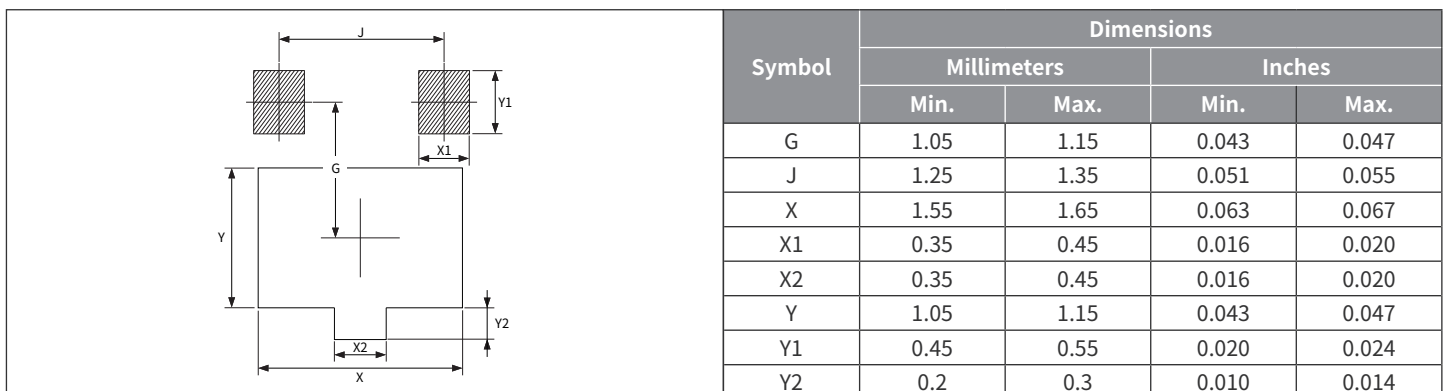 J
Y1
X1
G
Y
Y2
X2
X
Symbol Dimensions
Millimeters Inches
Min. Max. Min. Max.
G 1.05 1.15 0.043 0.047
J 1.25 1.35 0.051 0.055
X 1.55 1.65 0.063 0.067
X1 0.35 0.45 0.016 0.020
X2 0.35 0.45 0.016 0.020
Y 1.05 1.15 0.043 0.047
Y1 0.45 0.55 0.020 0.024
Y2 0.2 0.3 0.010 0.014